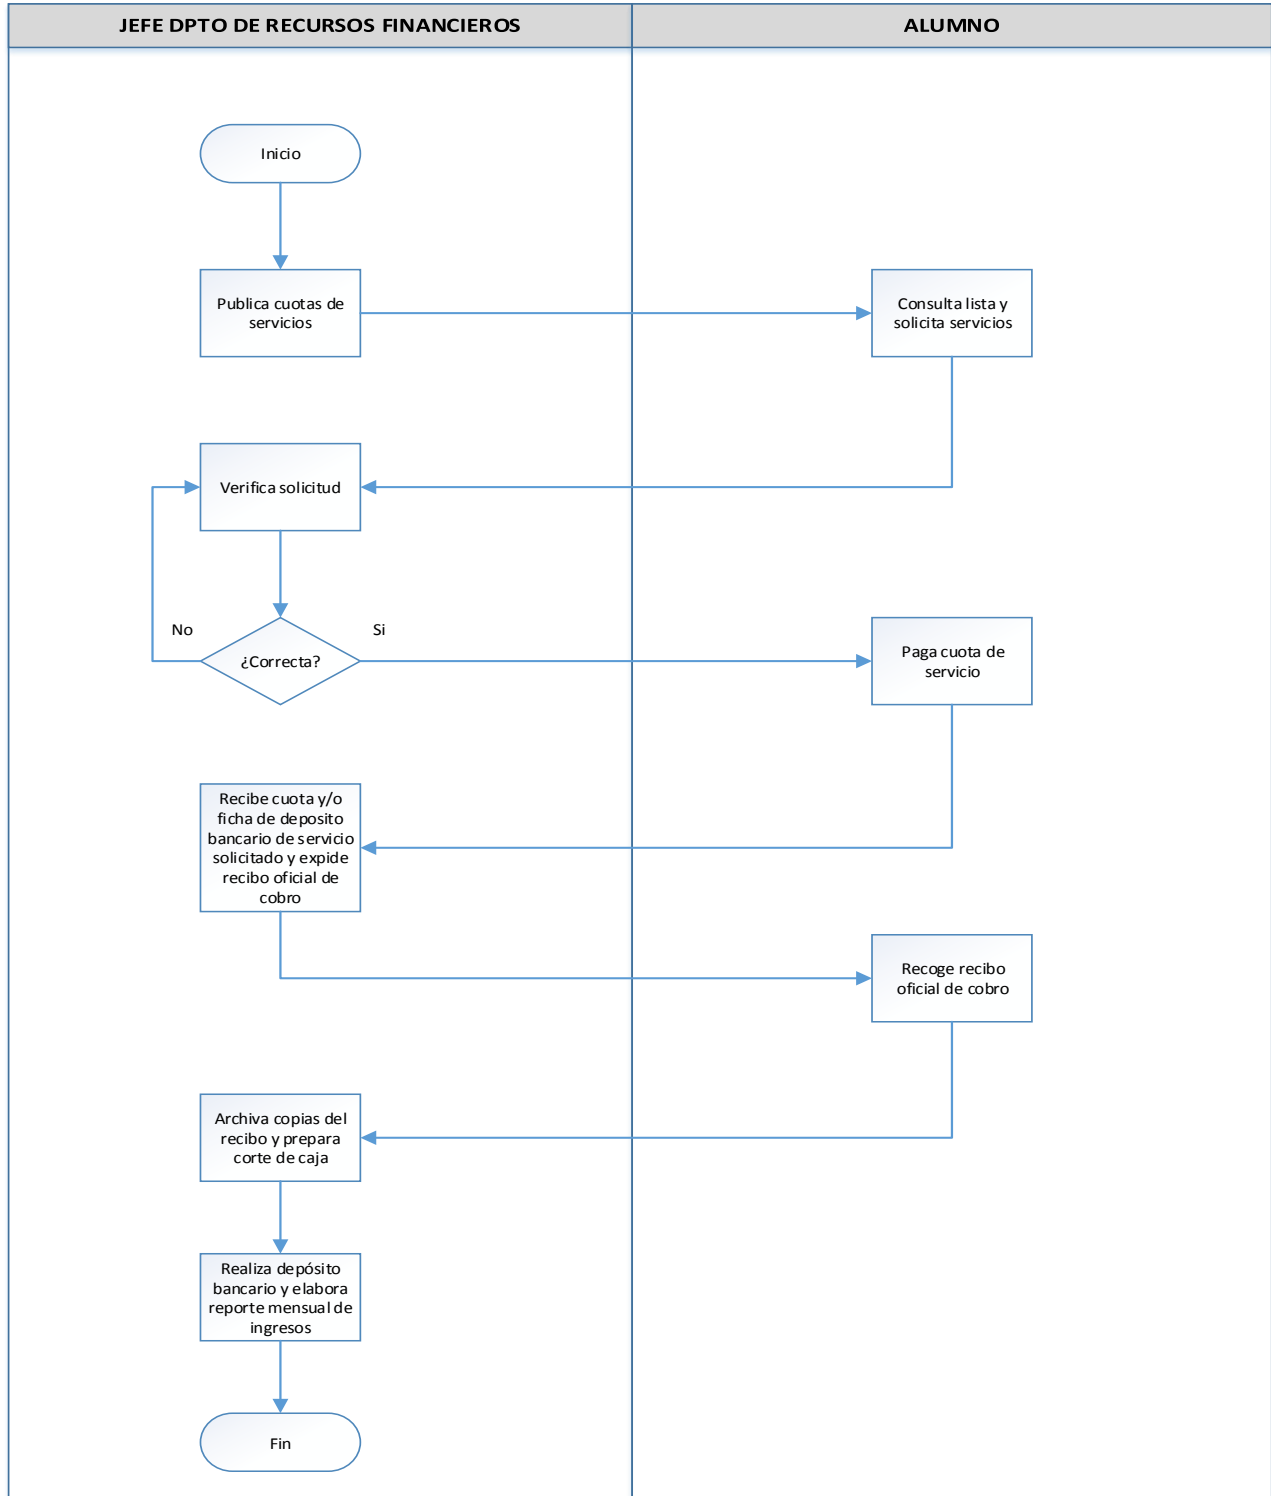 JEFE DPTO DE RECURSOS FINANCIEROS
ALUMNO
Inicio
Publica cuotas de
servicios
Consulta lista y
solicita servicios
Verifica solicitud
No
Si
¿Correcta?
Paga cuota de
servicio
Recibe cuota y/o
ficha de deposito
bancario de servicio
solicitado y expide
recibo oficial de
cobro
Recoge recibo
oficial de cobro
Archiva copias del
recibo y prepara
corte de caja
Realiza depósito
bancario y elabora
reporte mensual de
ingresos
Fin